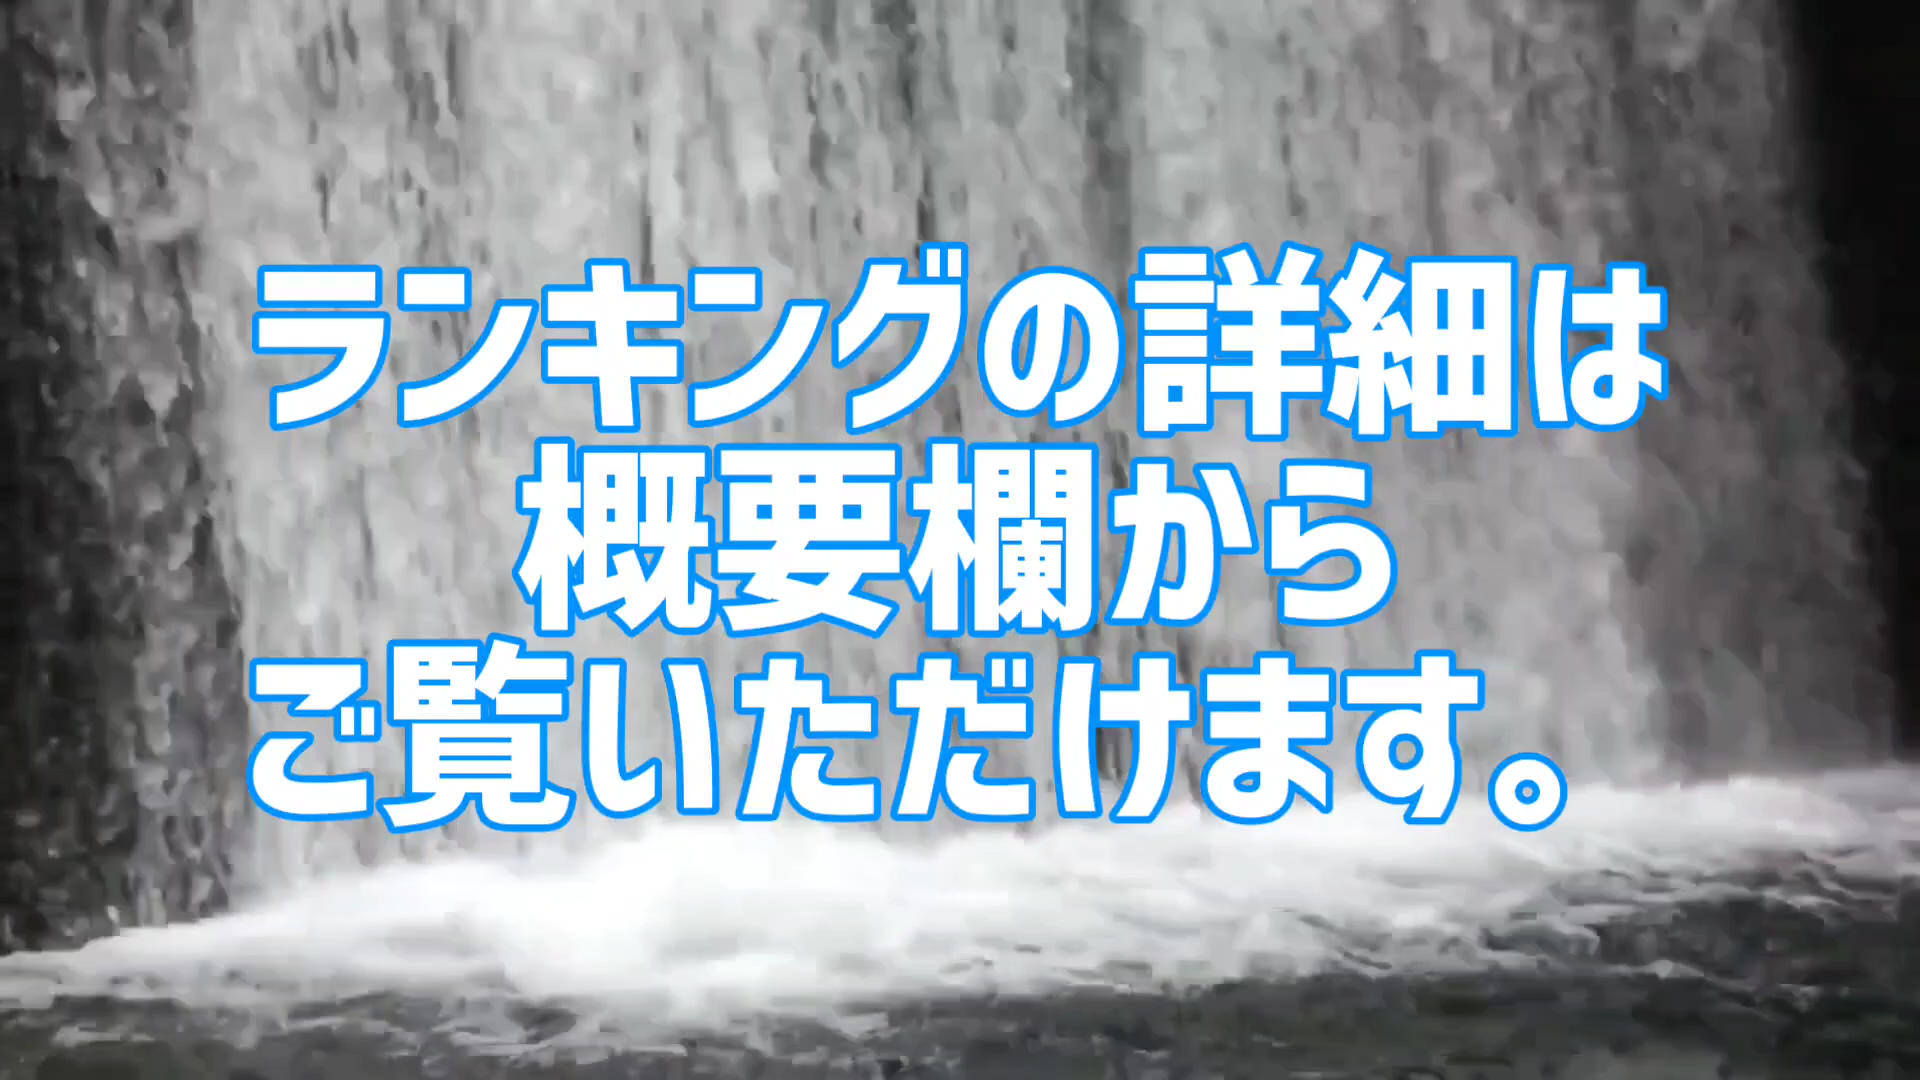 ランキングの詳細は
概要欄から
ご覧いただけます。